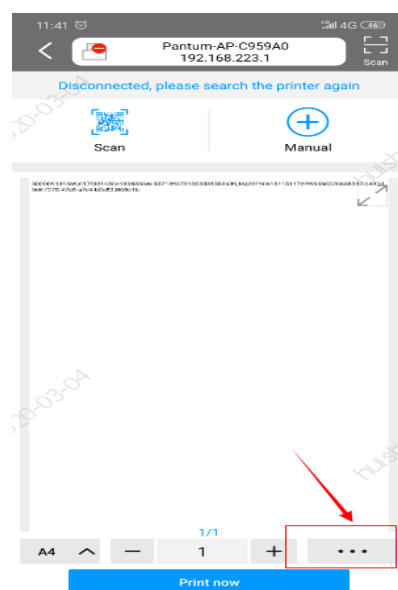 11:41
4G 46
Pantum-AP-C959A0
192.168.223.1
Scan
Disconnected, please search the printer again
Scan
Manual
1/1
A4
1
Print now